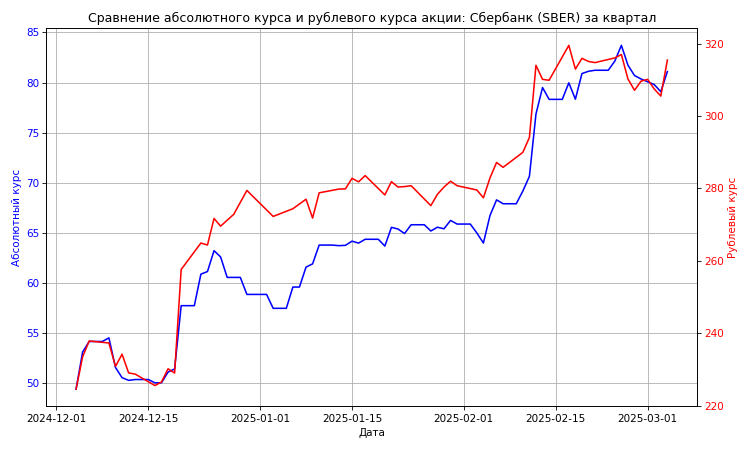 Сравнение абсолютного курса и рублевого курса акции: Сбербанк (SBER) за квартал
85
80
75
70
65
60
55
50
Абсолютный курс
320
300
280
260
240
220
Рублевый курс
2024-12-01 2024-12-15 2025-01-01 2025-01-15 2025-02-01 2025-02-15 2025-03-01
Дата